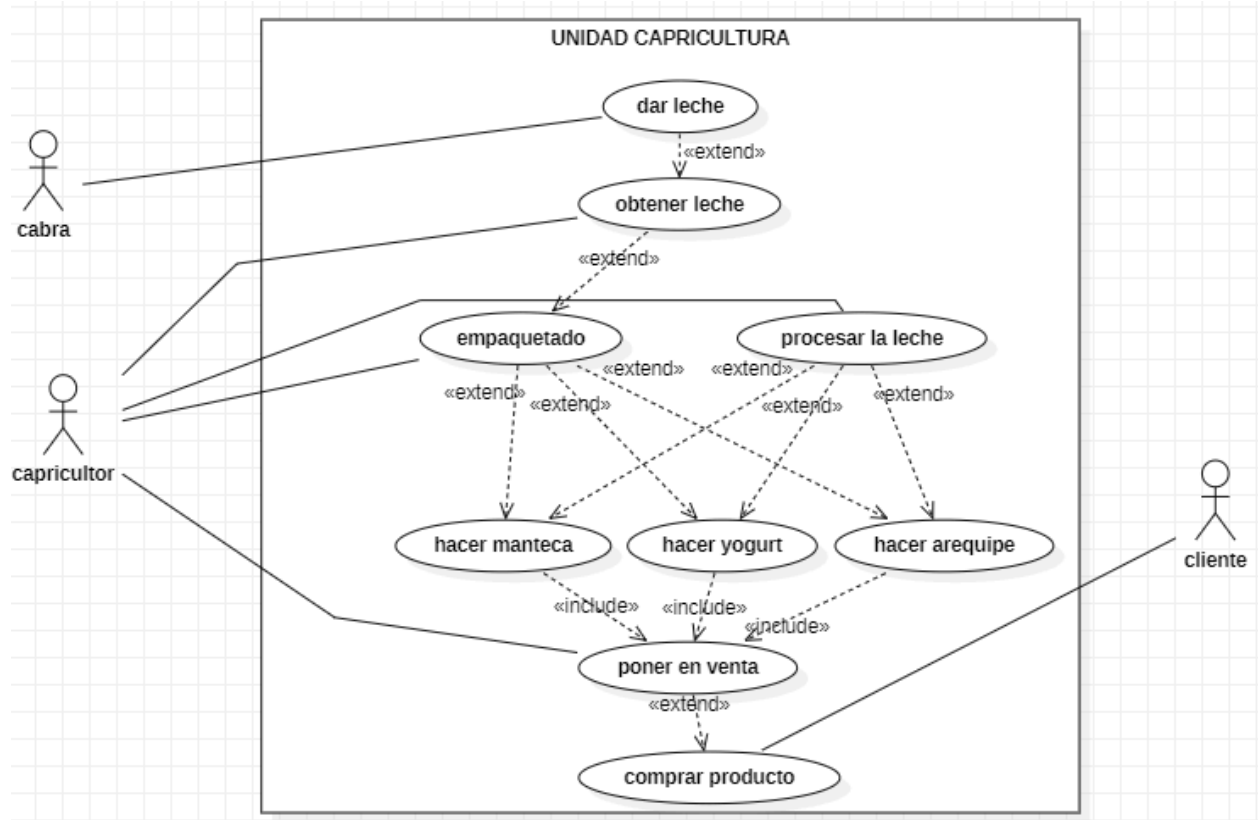 UNIDAD CAPRICULTURA
dar leche
«extend»
cabra
obtener leche
«extend»
empaquetado
procesar la leche
«extend»
«extend»
«extend»
«extend»
«extend»
«extend»
capricultor
hacer manteca
hacer yogurt
hacer arequipe
cliente
«include»
«include»
«include»
poner en venta
«extend»
comprar producto